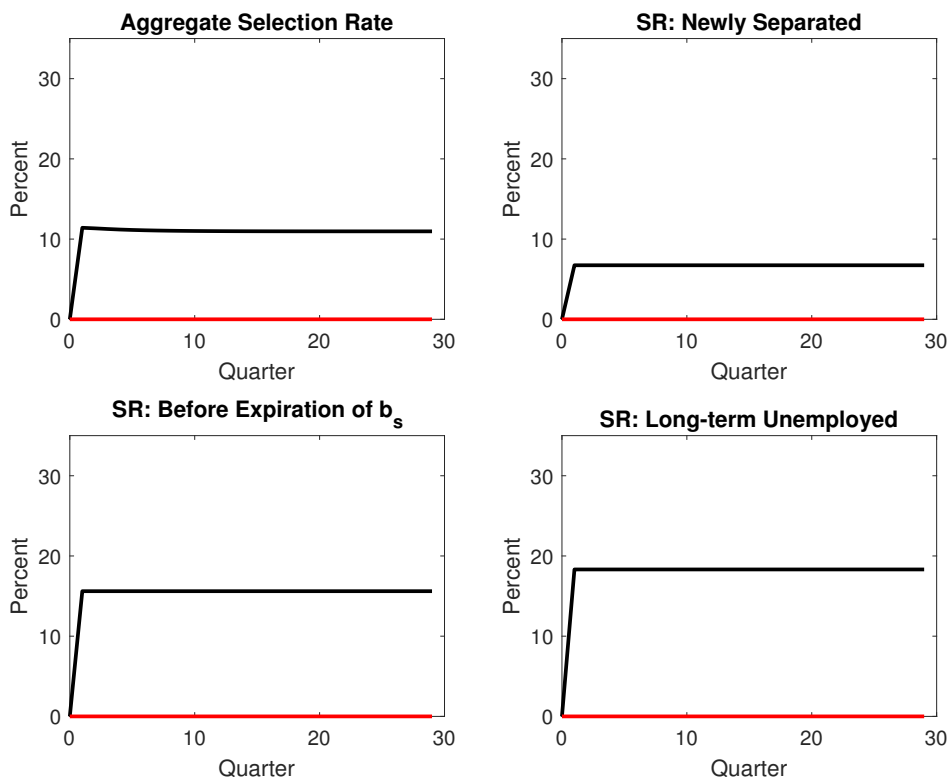 Aggregate Selection Rate
Percent
30
20
10
0
0 10 20 30
Quarter
SR: Newly Separated
Percent
30
20
10
0
0 10 20 30
Quarter
SR: Before Expiration of b_s
Percent
30
20
10
0
0 10 20 30
Quarter
SR: Long-term Unemployed
Percent
30
20
10
0
0 10 20 30
Quarter